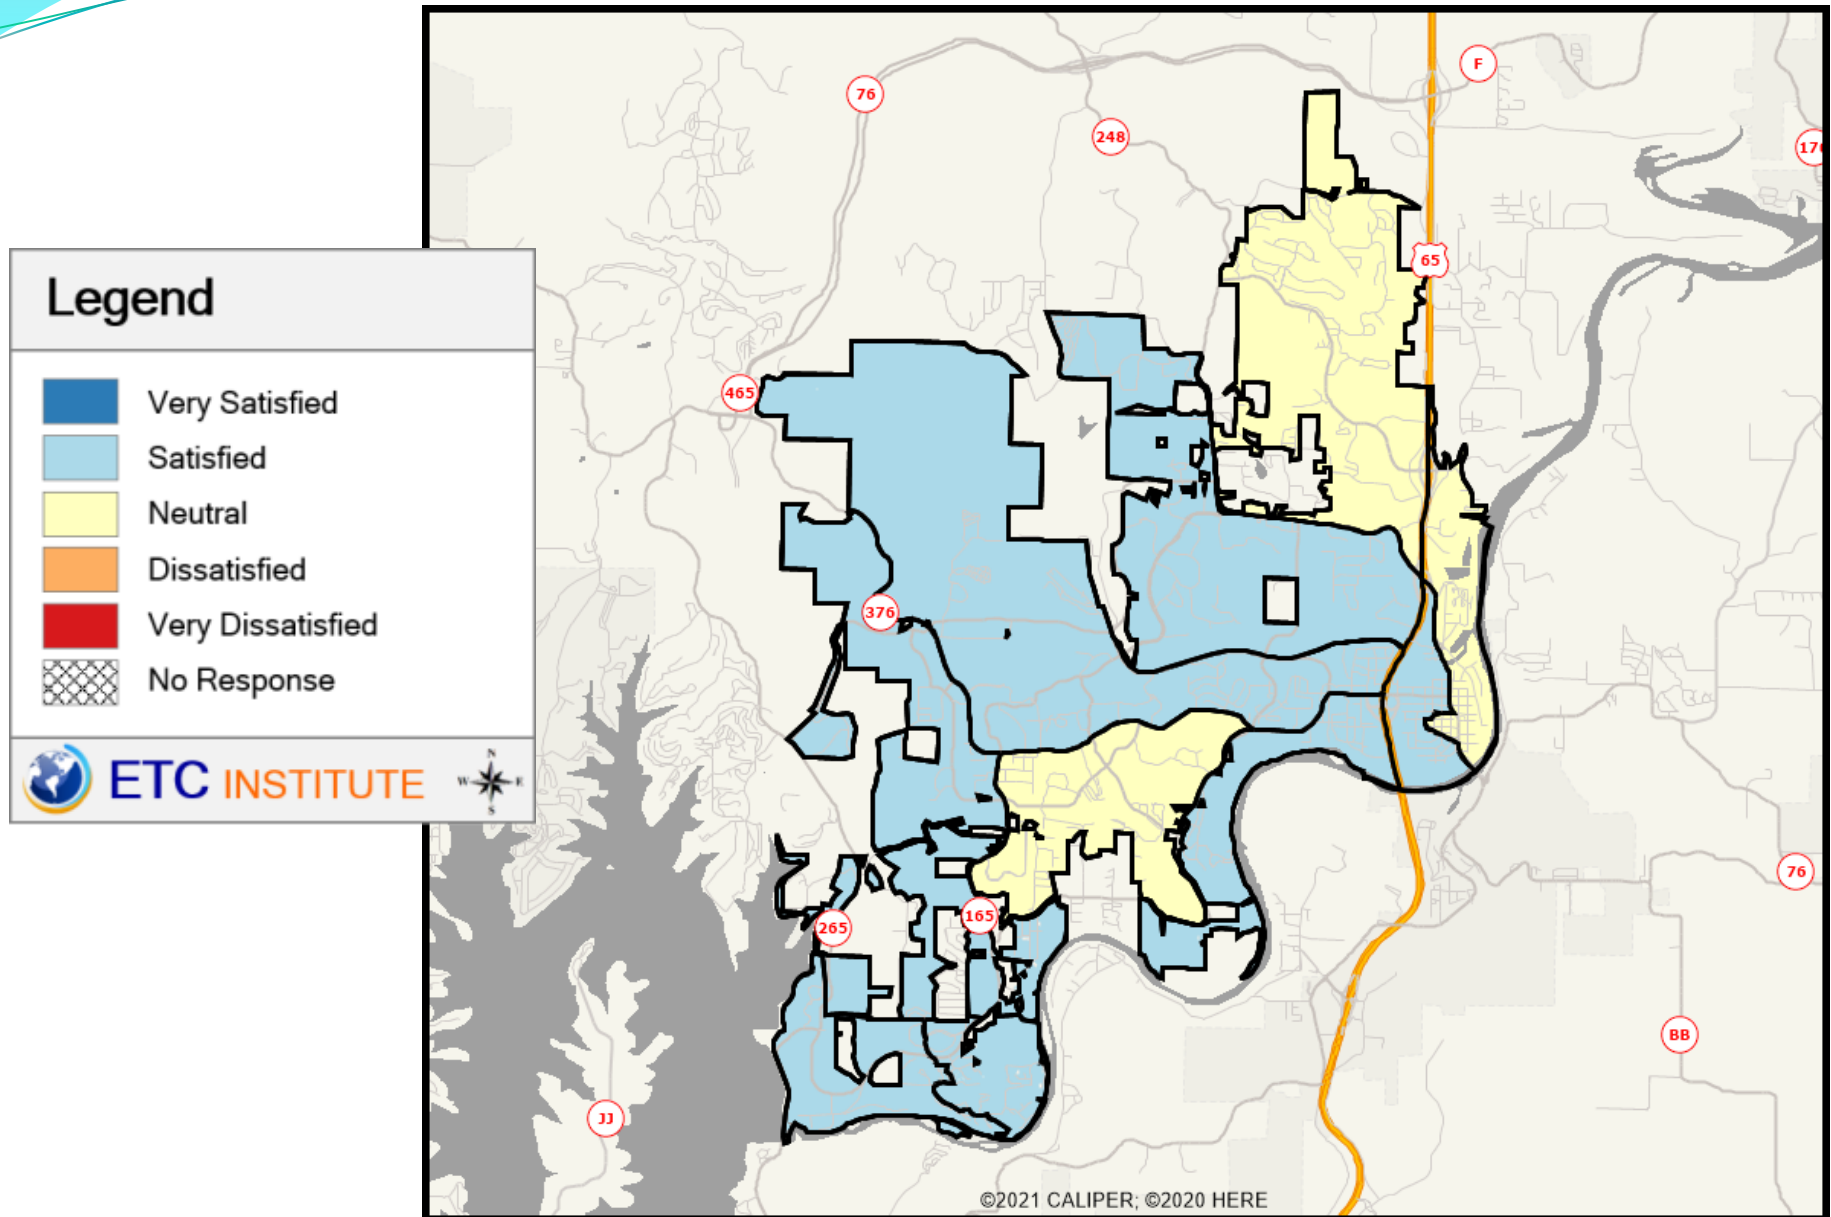 F
76
248
176
65
Legend
465
Very Satisfied
Satisfied
Neutral
Dissatisfied
376
Very Dissatisfied
No Response
N
W E
S
ETC INSTITUTE
76
165
265
BB
JJ
©2021 CALIPER; ©2020 HERE